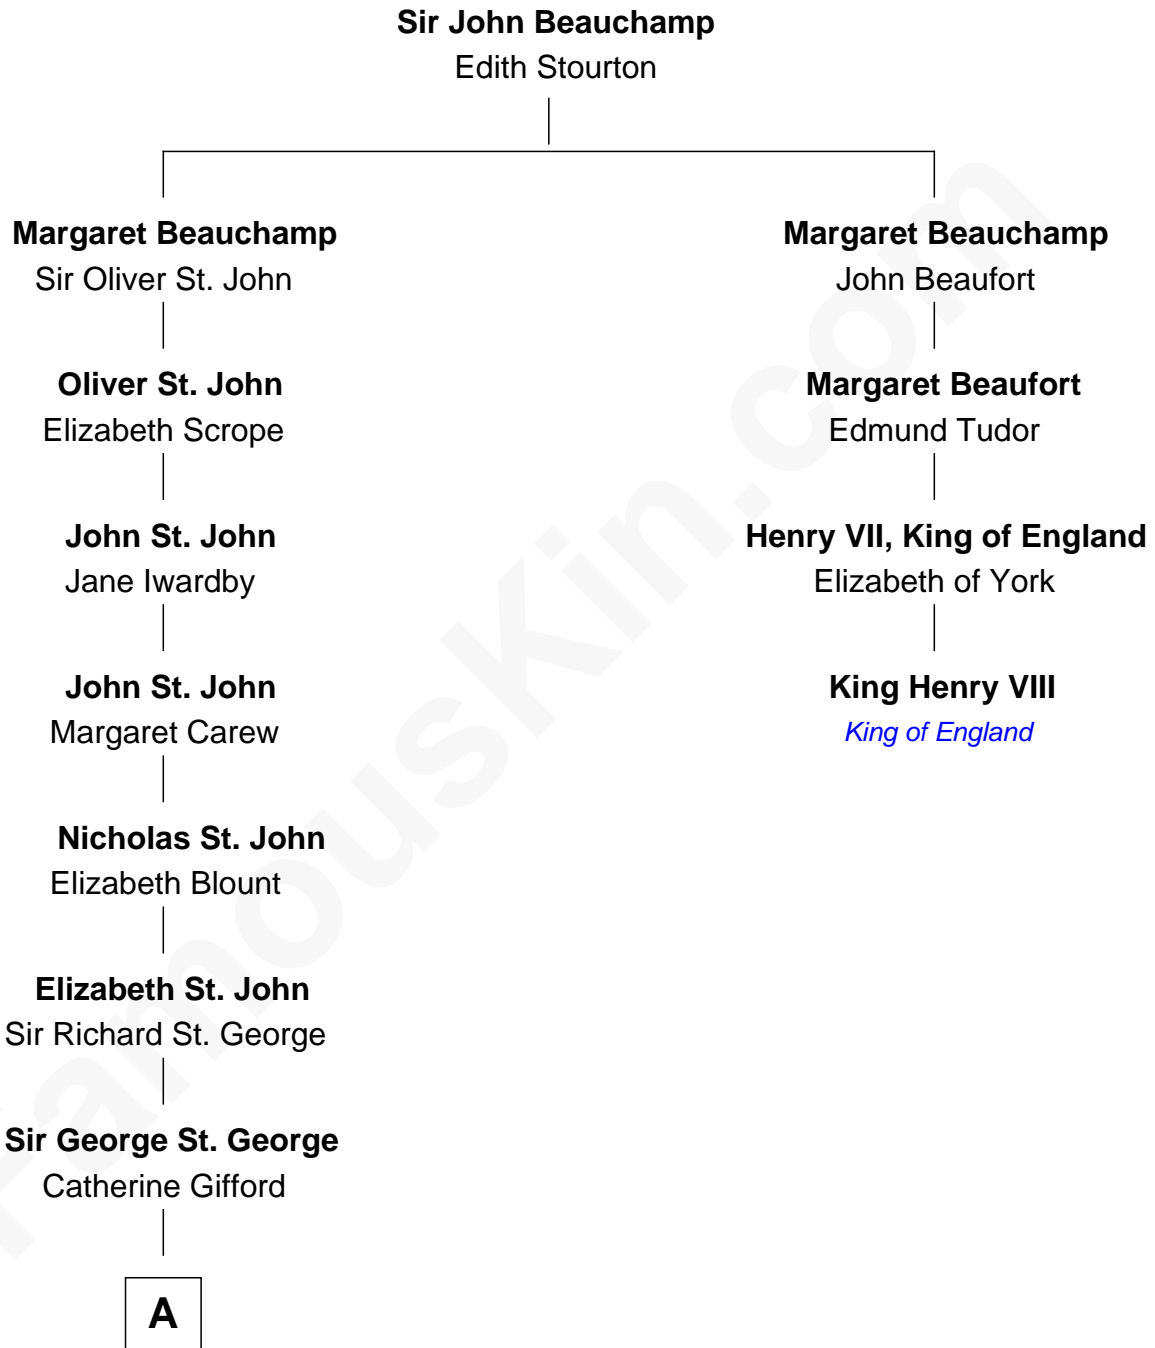 Sir John Beauchamp
Edith Stourton
Margaret Beauchamp
Sir Oliver St. John
Oliver St. John
Elizabeth Scrope
John St. John
Jane Iwardby
John St. John
Margaret Carew
Nicholas St. John
Elizabeth Blount
Elizabeth St. John
Sir Richard St. George
Sir George St. George
Catherine Gifford
A
Margaret Beauchamp
John Beaufort
Margaret Beaufort
Edmund Tudor
Henry VII, King of England
Elizabeth of York
King Henry VIII
King of England
FamousKin.com